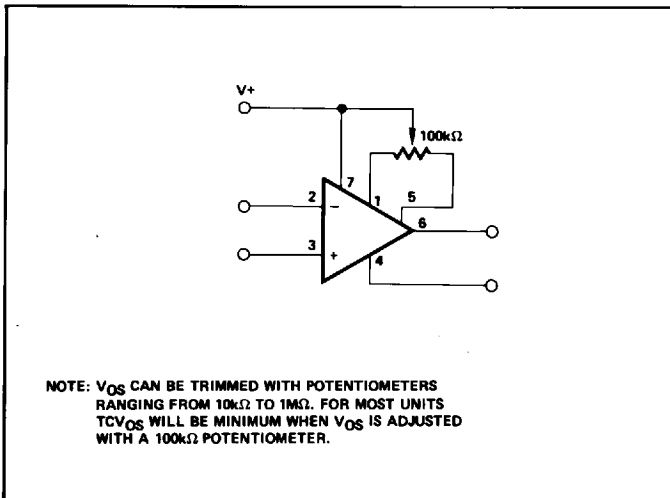 V+
100kΩ
7
2
−
1
5
6
3
+
4
NOTE: VOS CAN BE TRIMMED WITH POTENTIOMETERS
RANGING FROM 10kΩ TO 1MΩ. FOR MOST UNITS
TCVOS WILL BE MINIMUM WHEN VOS IS ADJUSTED
WITH A 100kΩ POTENTIOMETER.